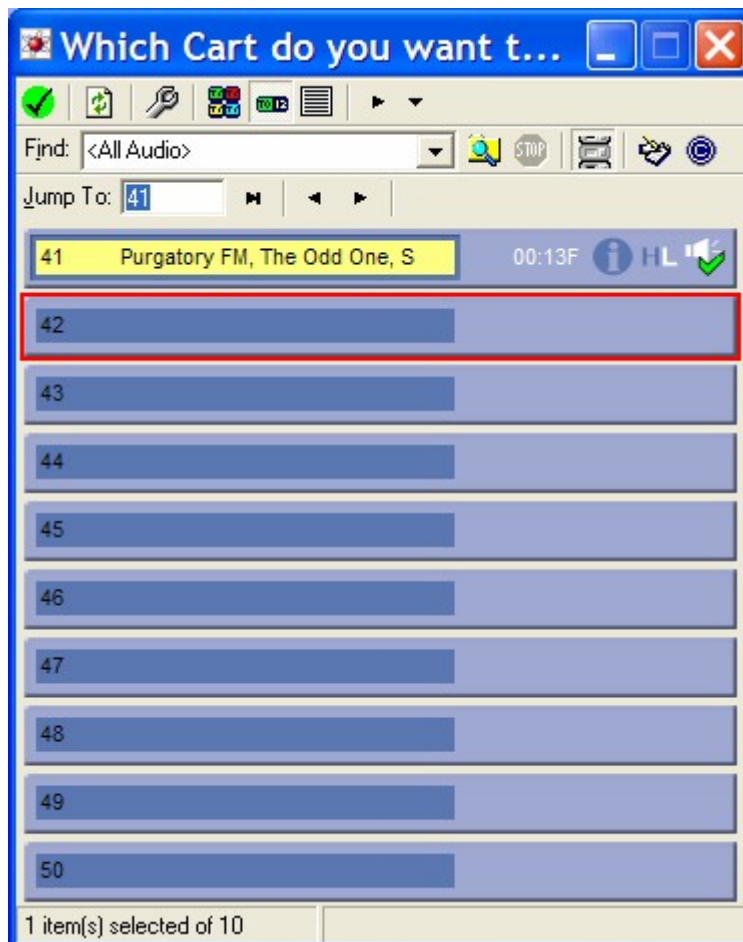 Which Cart do you want t...
Find: <All Audio> STOP
Jump To: 41
41 Purgatory FM, The Odd One, S 00:13F i HL
42
43
44
45
46
47
48
49
50
1 item(s) selected of 10